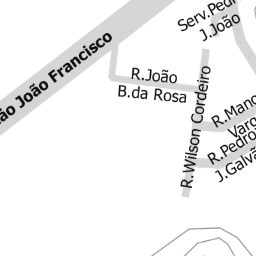 Serv.Pedr
J.João
ão João Francisco
R.João
B.da Rosa
R.Wilson Cordeiro
R.Mano
Varg
R.Pedro
J.Galvã